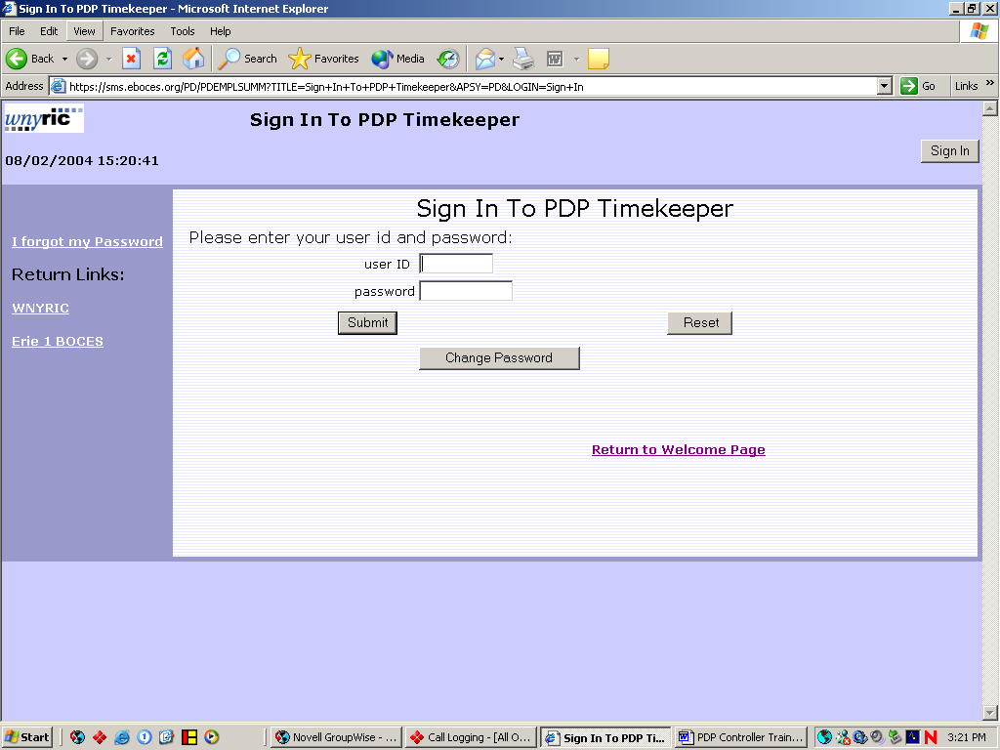 Sign In To PDP Timekeeper - Microsoft Internet Explorer
File Edit View Favorites Tools Help
Back Search Favorites Media
Address https://sms.eboces.org/PD/PDEMPLSUMM?TITLE=Sign+In+To+PDP+Timekeeper&APSY=PD&LOGIN=Sign+In Go Links »
wnyric Sign In To PDP Timekeeper
08/02/2004 15:20:41 Sign In
Sign In To PDP Timekeeper
Please enter your user id and password:
I forgot my Password
user ID
Return Links:
password
WNYRIC
Submit Reset
Erie 1 BOCES
Change Password
Return to Welcome Page
Start Novell GroupWise - ... Call Logging - [All O... Sign In To PDP Ti... PDP Controller Train... 3:21 PM